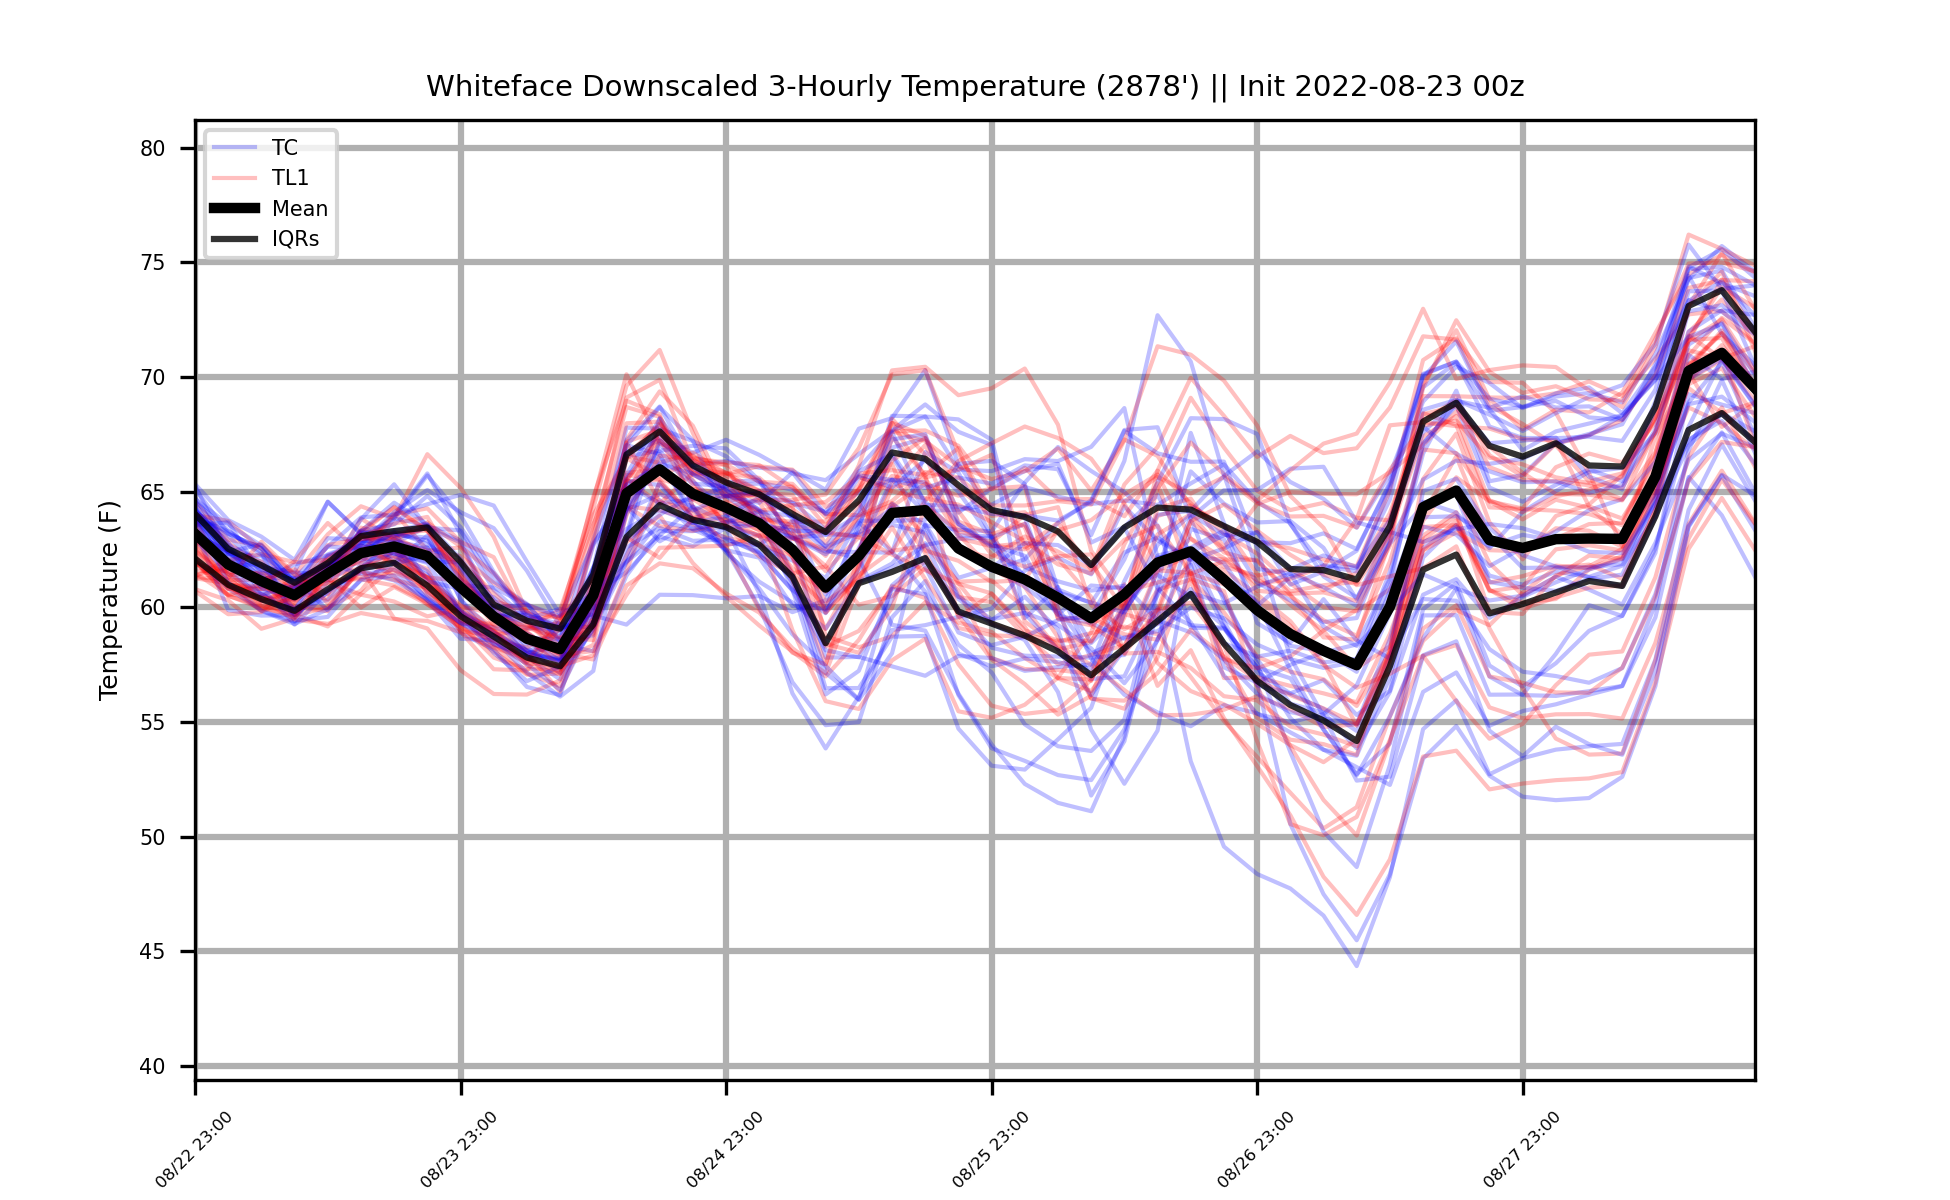 Whiteface Downscaled 3-Hourly Temperature (2878') || Init 2022-08-23 00z
TC
TL1
Mean
IQRs
Temperature (F)
80
75
70
65
60
55
50
45
40
08/22 23:00
08/23 23:00
08/24 23:00
08/25 23:00
08/26 23:00
08/27 23:00